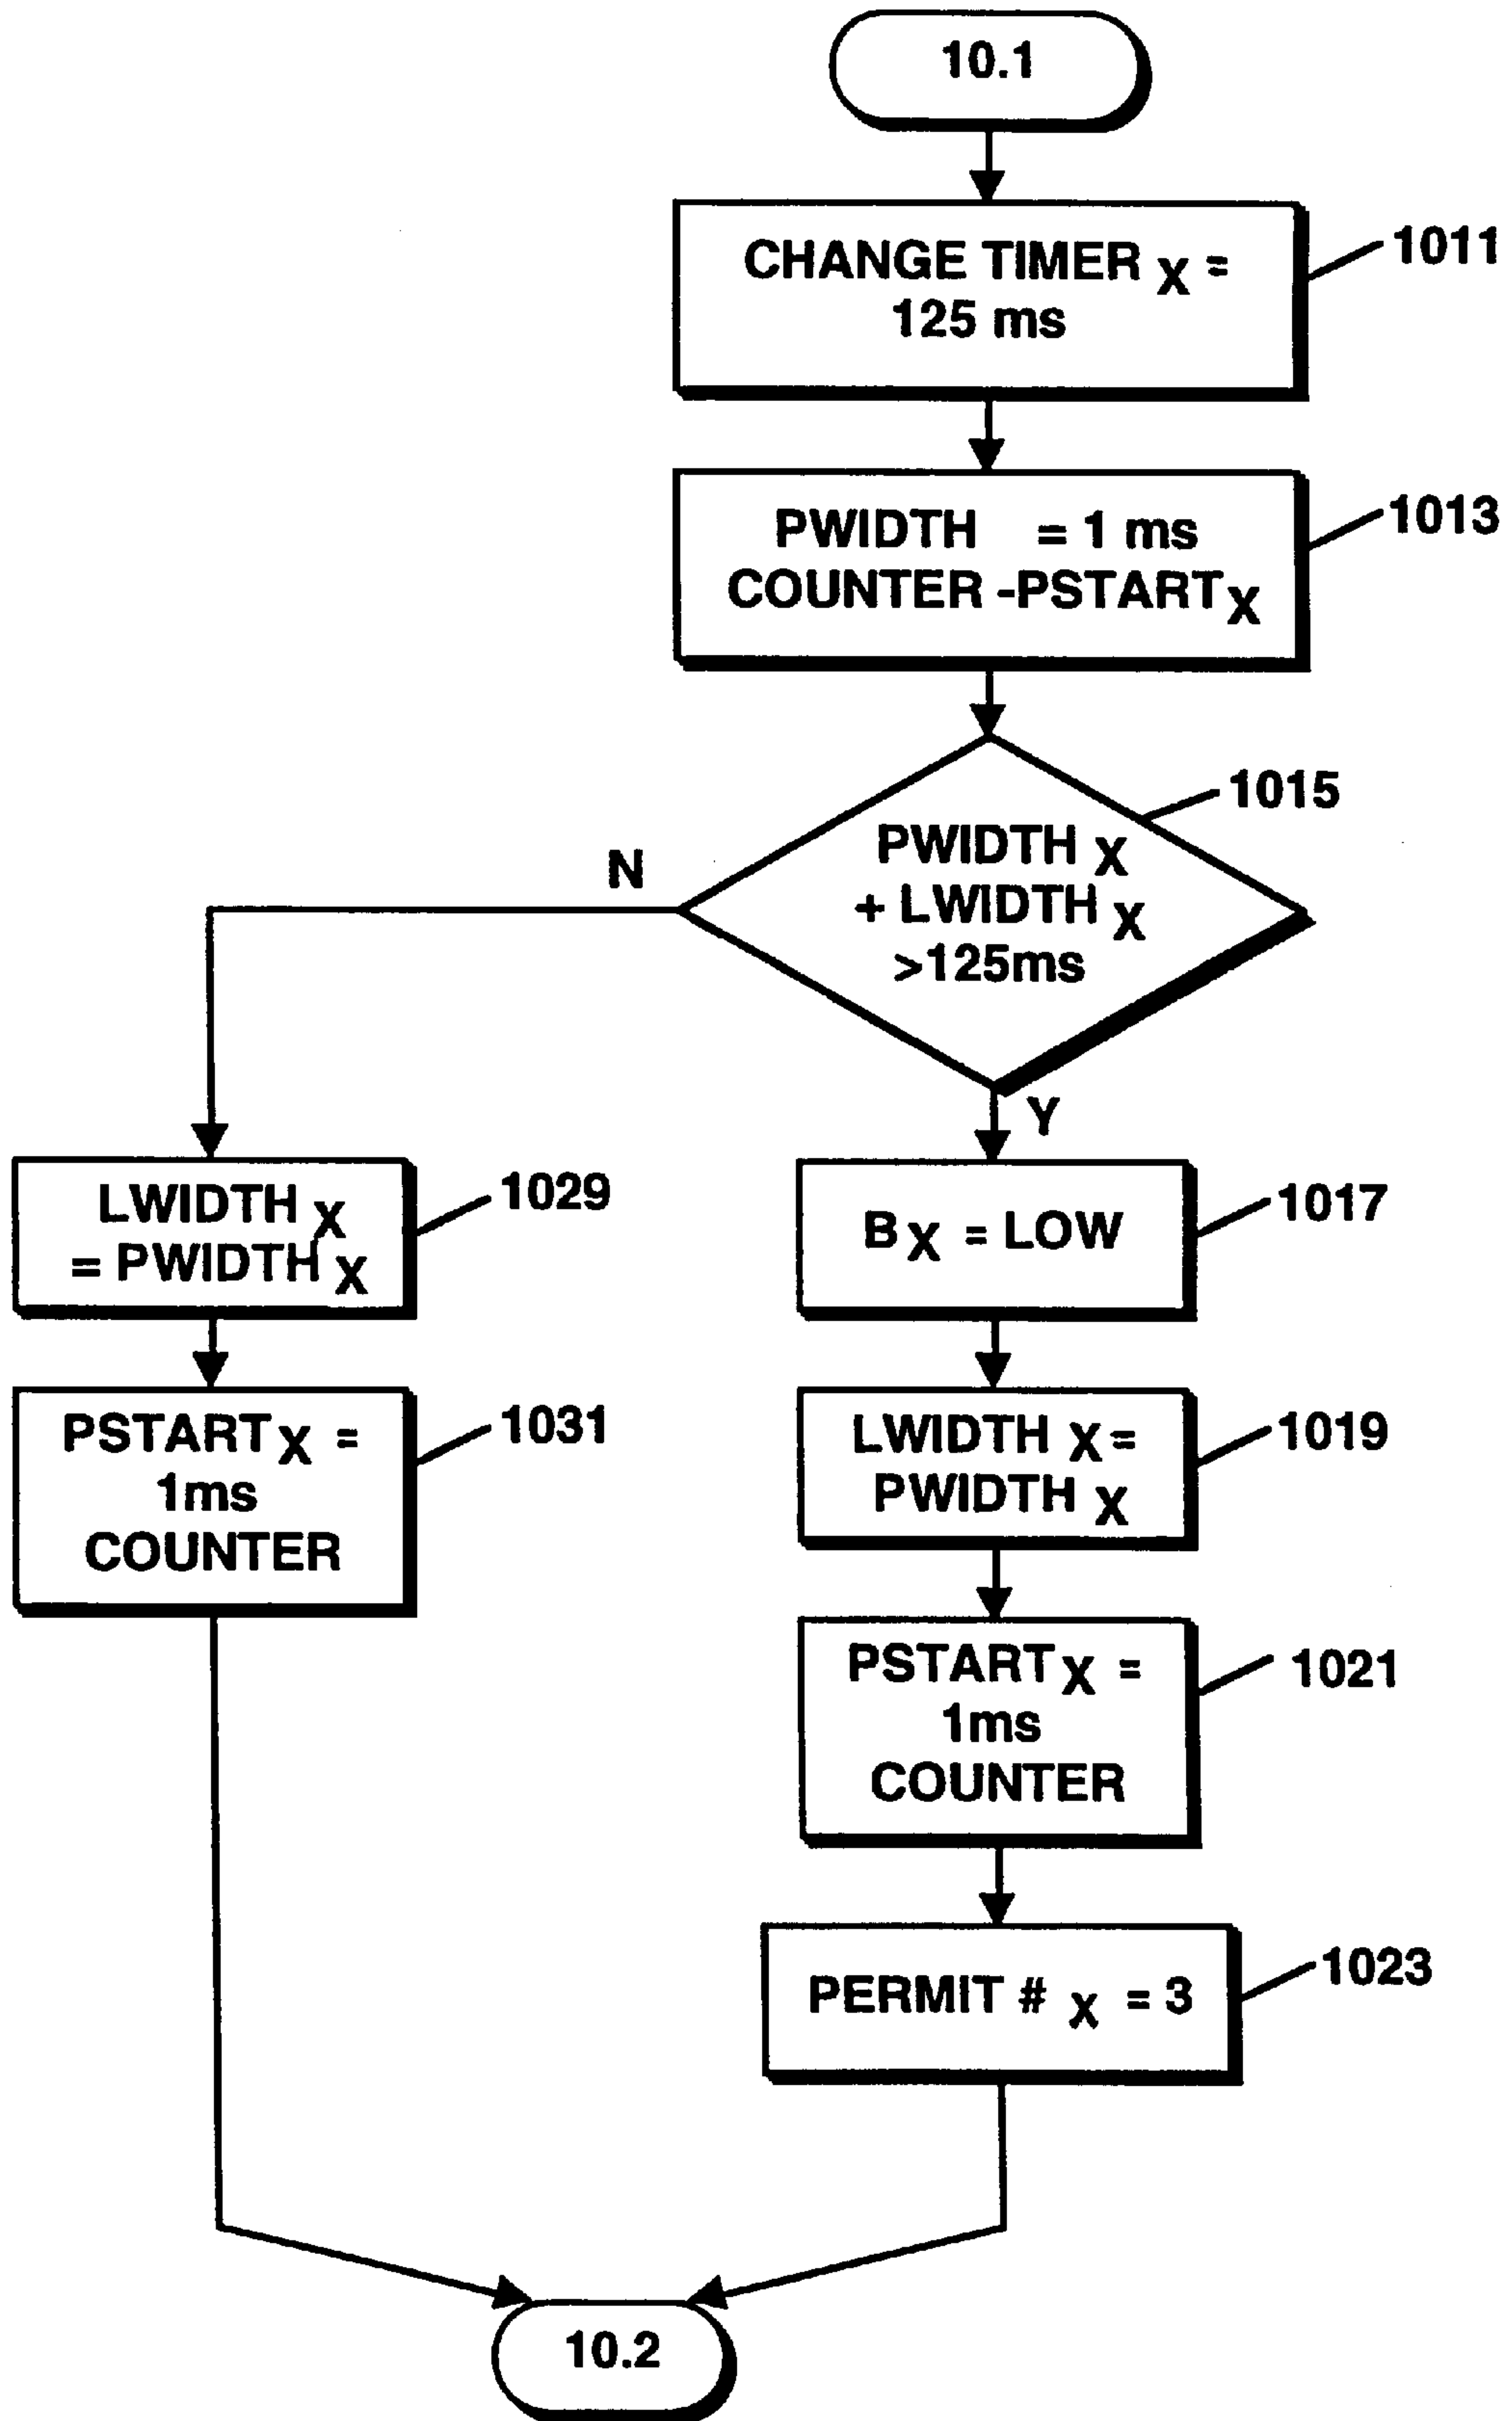 10.1
CHANGE TIMER X =
125 ms
1011
PWIDTH = 1 ms
COUNTER -PSTART X
1013
PWIDTH X
+ LWIDTH X
>125ms
1015
N
Y
LWIDTH X
= PWIDTH X
1029
B X = LOW
1017
PSTART X =
1ms
COUNTER
1031
LWIDTH X =
PWIDTH X
1019
PSTART X =
1ms
COUNTER
1021
PERMIT # X = 3
1023
10.2